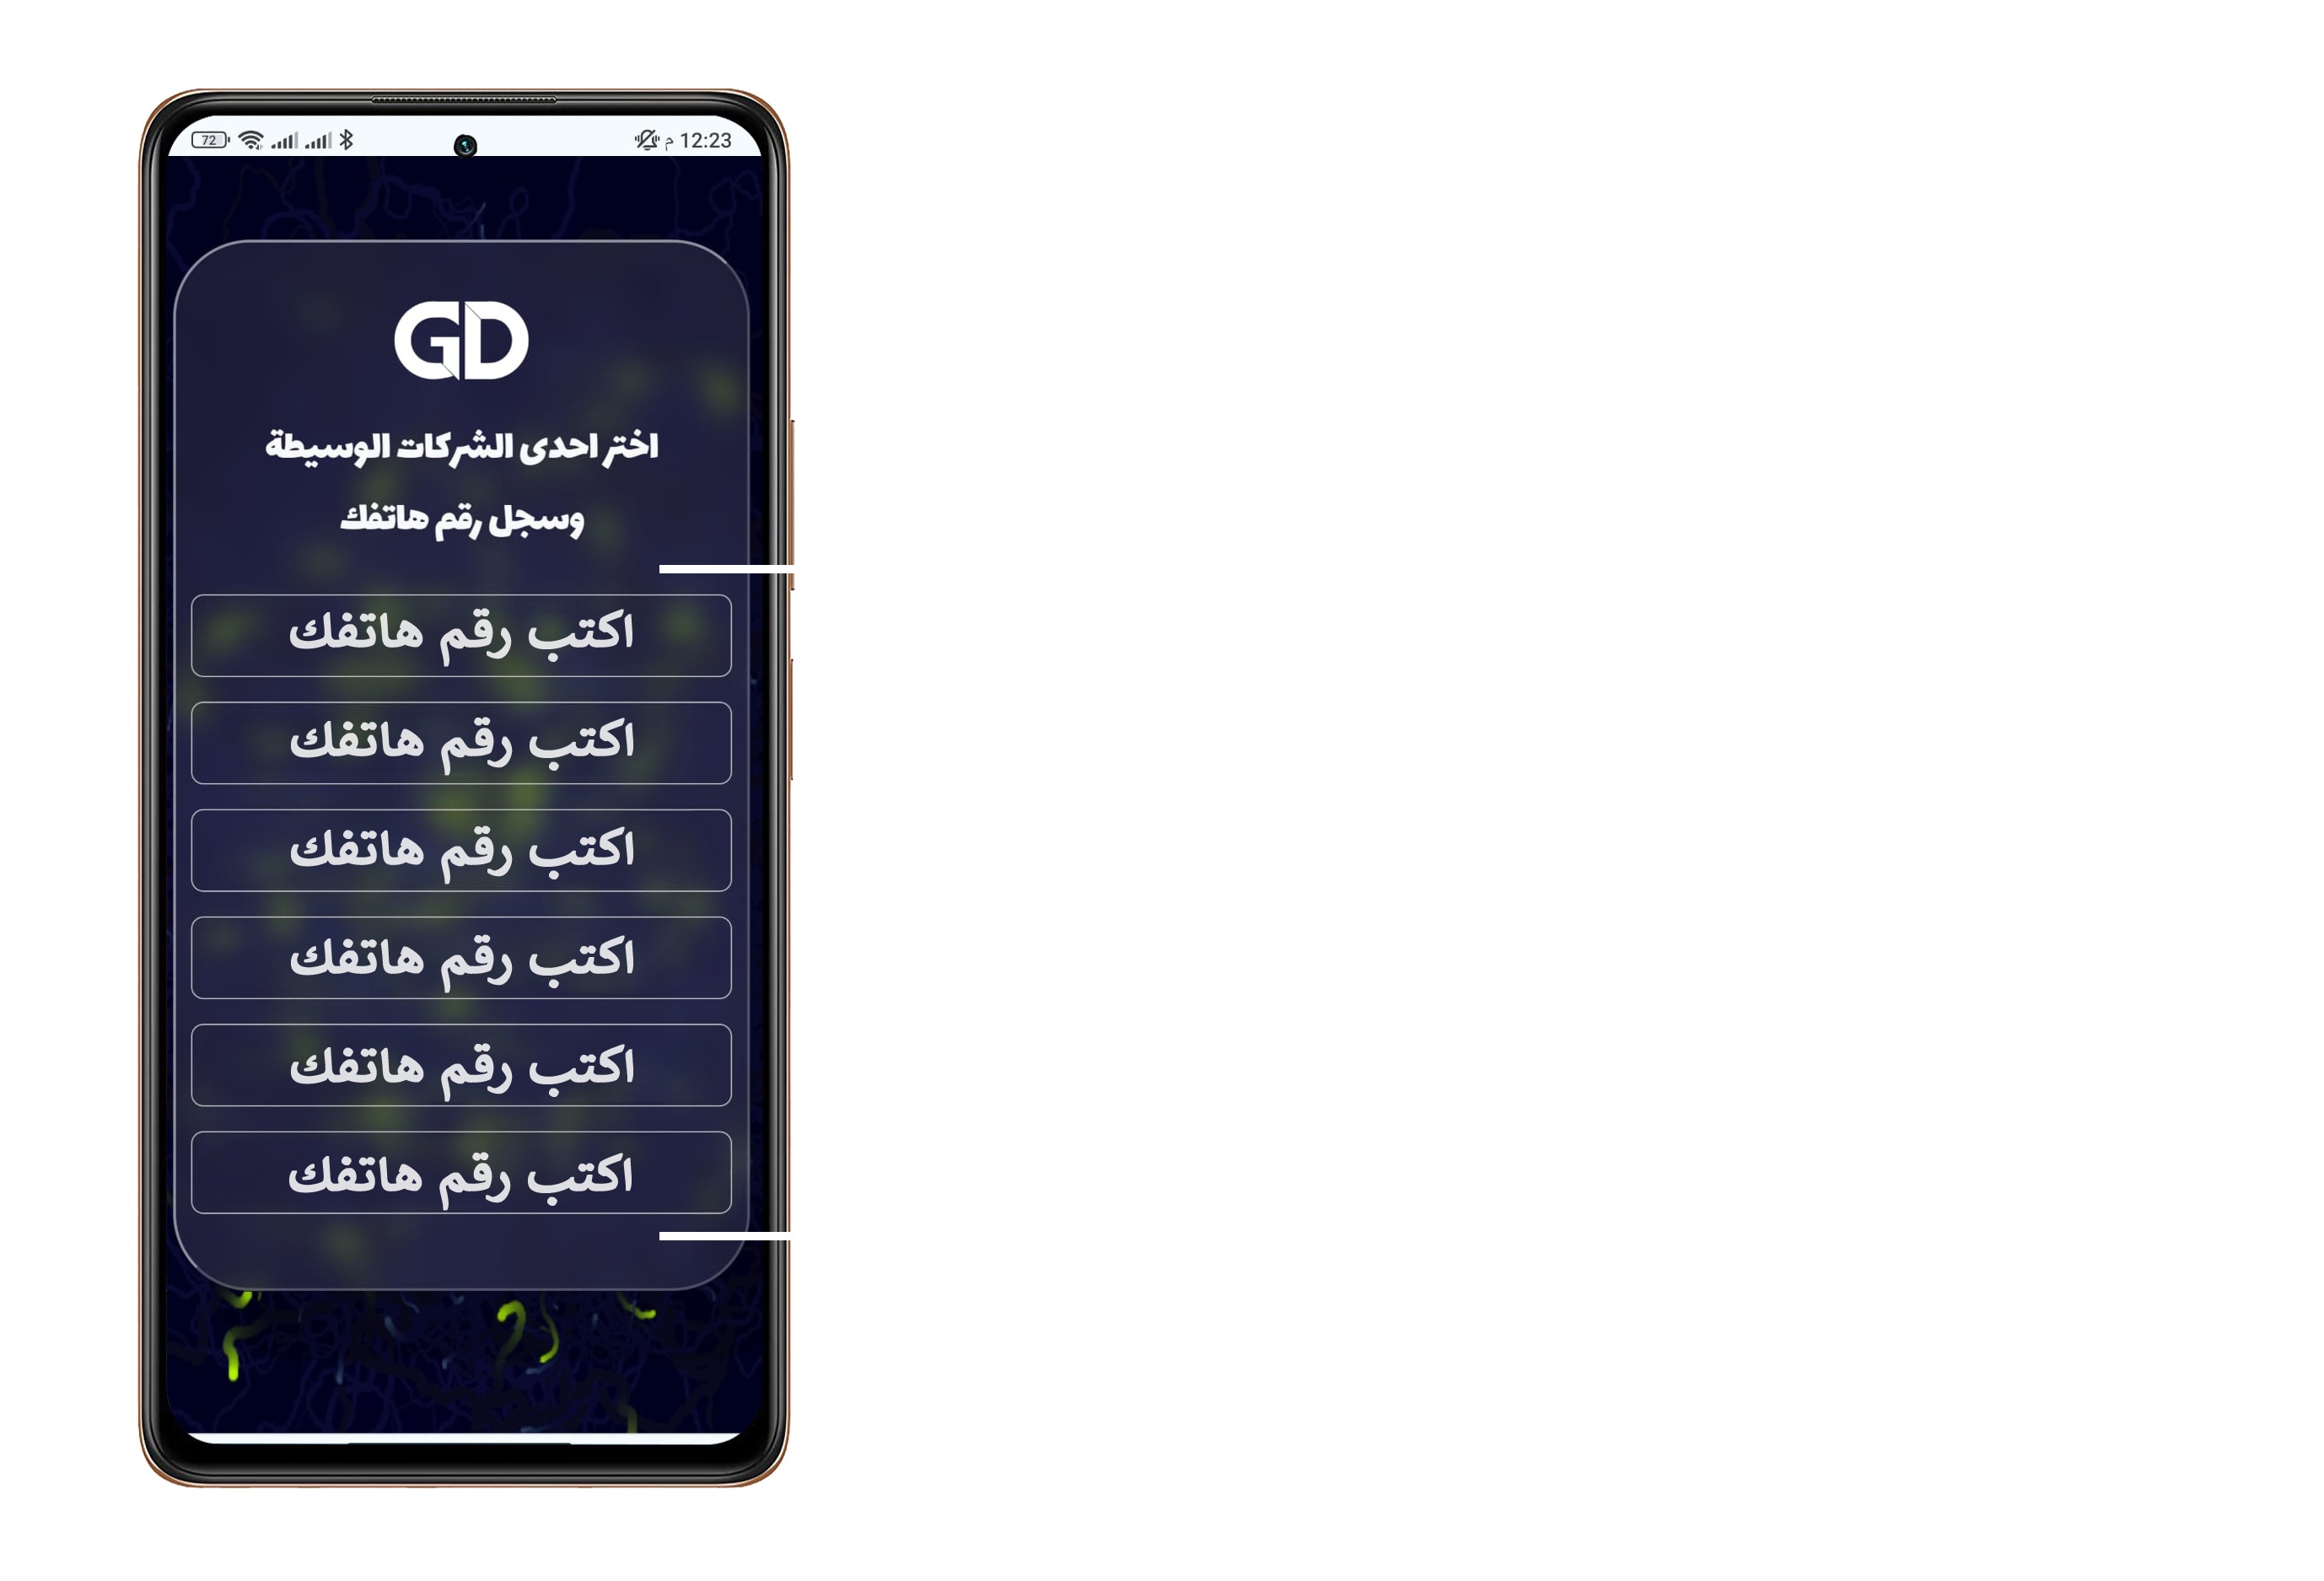 72
م 12:23
GD
اختر احدى الشركات الوسيطة
وسجل رقم هاتفك
اكتب رقم هاتفك
اكتب رقم هاتفك
اكتب رقم هاتفك
اكتب رقم هاتفك
اكتب رقم هاتفك
اكتب رقم هاتفك